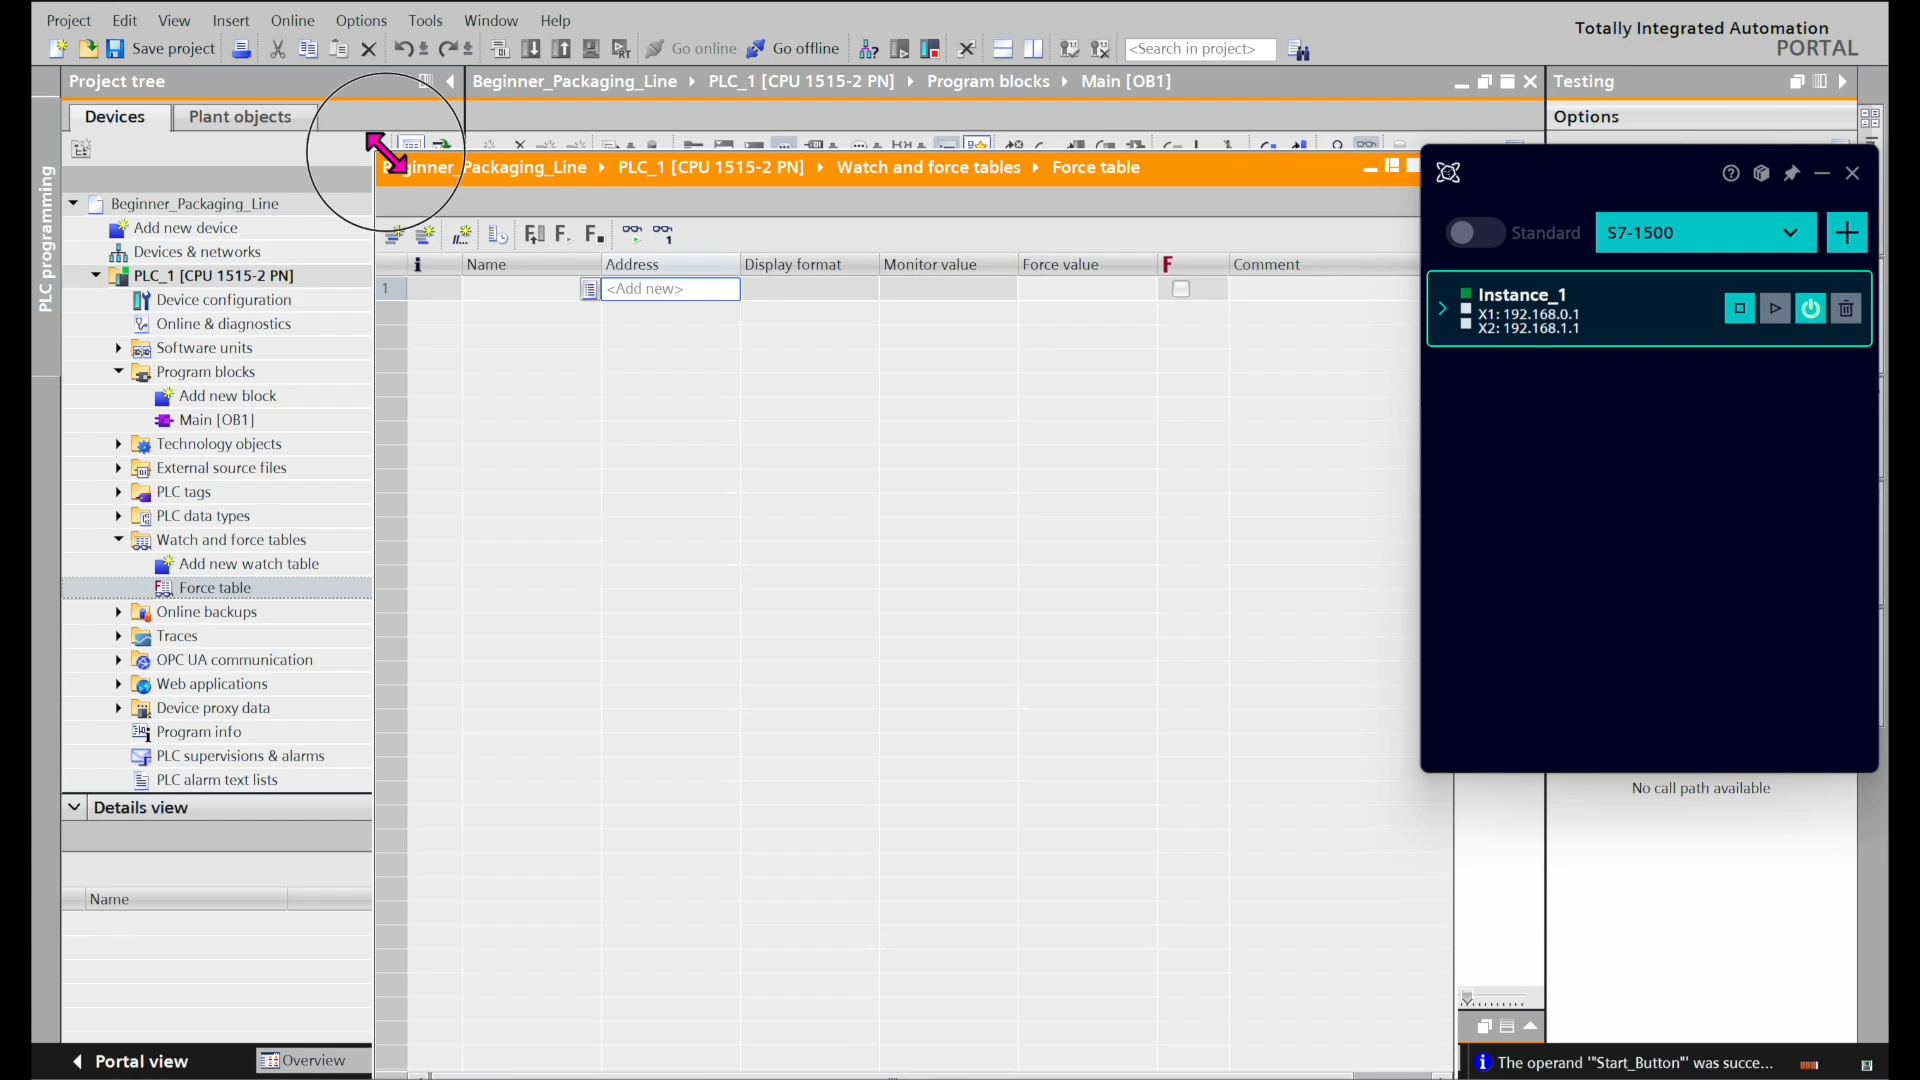 Project Edit View Insert Online Options Tools Window Help
Totally Integrated Automation
PORTAL
Save project
Go online
Go offline
<Search in project>
Project tree
Beginner_Packaging_Line PLC_1 [CPU 1515-2 PN] Program blocks Main [OB1]
Testing
Devices
Plant objects
Options
PLC programming
Packaging_Line PLC_1 [CPU 1515-2 PN] Watch and force tables Force table
Beginner_Packaging_Line
Add new device
Devices & networks
PLC_1 [CPU 1515-2 PN]
Device configuration
Online & diagnostics
Software units
Program blocks
Add new block
Main [OB1]
Technology objects
External source files
PLC tags
PLC data types
Watch and force tables
Add new watch table
Force table
Online backups
Traces
OPC UA communication
Web applications
Device proxy data
Program info
PLC supervisions & alarms
PLC alarm text lists
Details view
Name
i Name Address Display format Monitor value Force value F Comment
1 <Add new>
Standard
S7-1500
Instance_1
X1: 192.168.0.1
X2: 192.168.1.1
No call path available
Portal view
Overview
The operand '"Start_Button"' was succe...